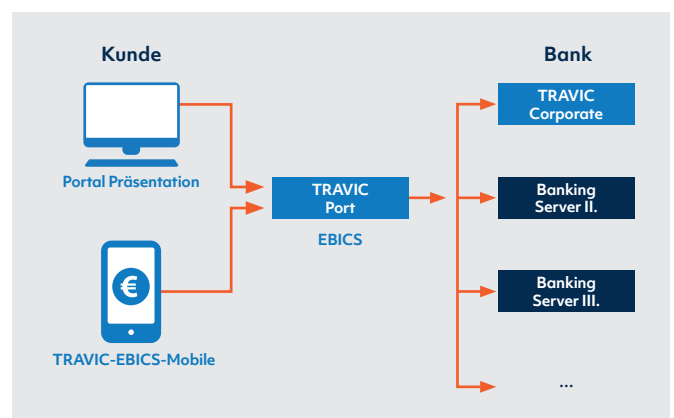 Kunde
Bank
TRAVIC
Corporate
Portal Präsentation
TRAVIC
Port
Banking
Server II.
EBICS
€
Banking
Server III.
TRAVIC-EBICS-Mobile
...